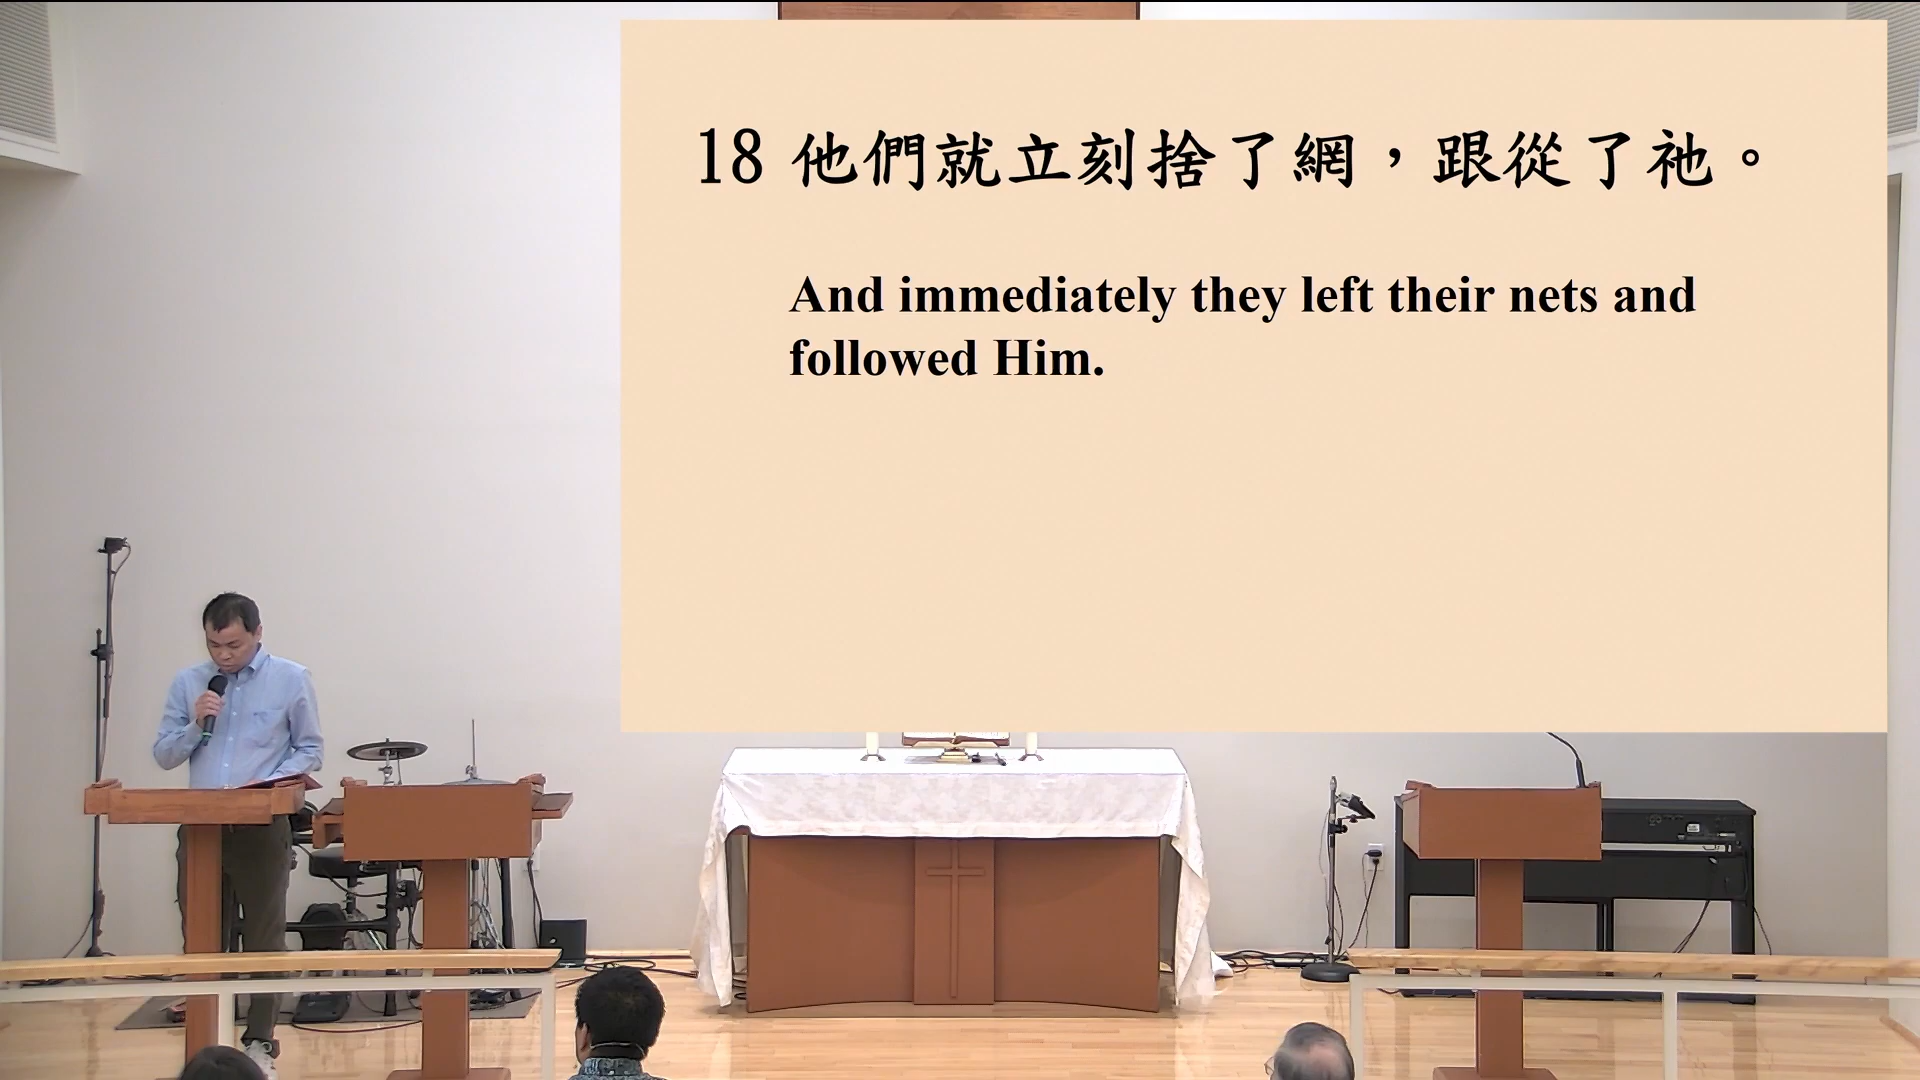 18 他們就立刻捨了網，跟從了祂。
And immediately they left their nets and
followed Him.